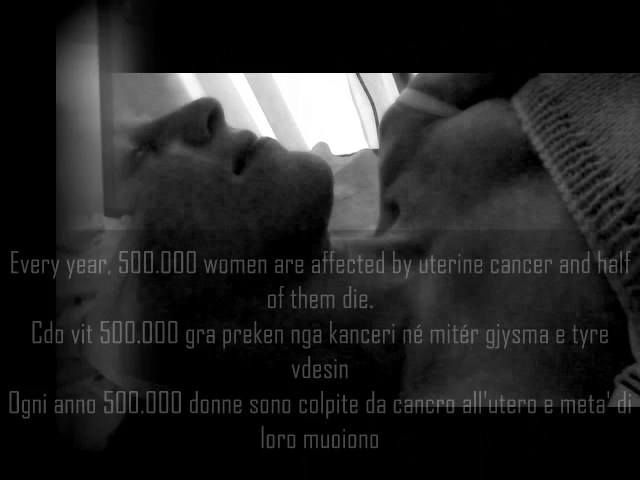 Every year, 500.000 women are affected by uterine cancer and half
of them die.
Cdo vit 500.000 gra preken nga kanceri né mitér gjysma e tyre
vdesin
Ogni anno 500.000 donne sono colpite da cancro all'utero e meta' di
loro muoiono